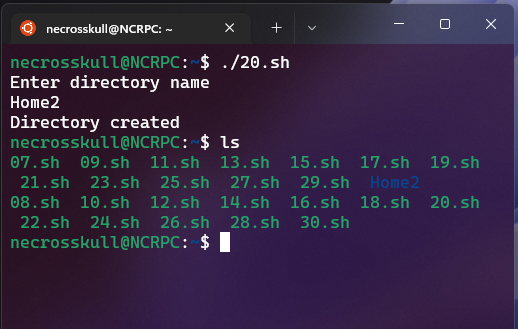 necrosskull@NCRPC: ~
necrosskull@NCRPC:~$ ./20.sh
Enter directory name
Home2
Directory created
necrosskull@NCRPC:~$ ls
07.sh  09.sh  11.sh  13.sh  15.sh  17.sh  19.sh
21.sh  23.sh  25.sh  27.sh  29.sh  Home2
08.sh  10.sh  12.sh  14.sh  16.sh  18.sh  20.sh
22.sh  24.sh  26.sh  28.sh  30.sh
necrosskull@NCRPC:~$